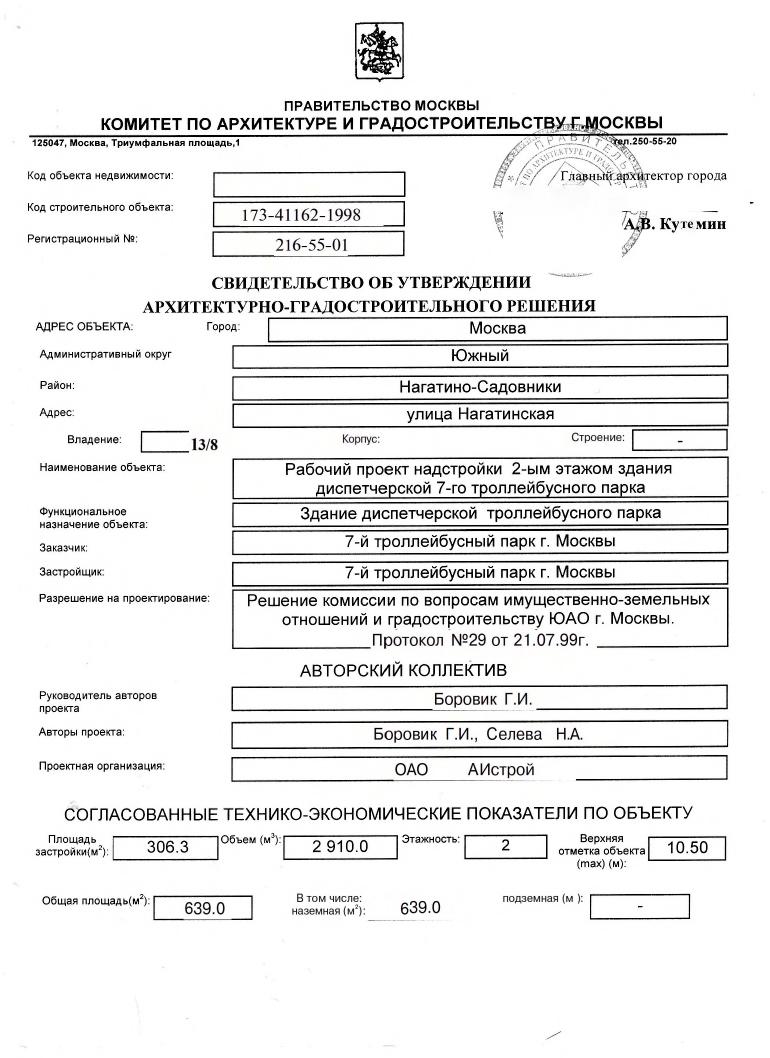 ПРАВИТЕЛЬСТВО МОСКВЫ
КОМИТЕТ ПО АРХИТЕКТУРЕ И ГРАДОСТРОИТЕЛЬСТВУ Г.МОСКВЫ
125047, Москва, Триумфальная площадь,1 тел.250-55-20
Код объекта недвижимости: Главный архитектор города
Код строительного объекта: 173-41162-1998
А.В. Кутемин
Регистрационный №: 216-55-01
СВИДЕТЕЛЬСТВО ОБ УТВЕРЖДЕНИИ
АРХИТЕКТУРНО-ГРАДОСТРОИТЕЛЬНОГО РЕШЕНИЯ
АДРЕС ОБЪЕКТА: Город: Москва
Административный округ Южный
Район: Нагатино-Садовники
Адрес: улица Нагатинская
Владение: 13/8 Корпус: Строение: -
Наименование объекта: Рабочий проект надстройки 2-ым этажом здания
диспетчерской 7-го троллейбусного парка
Функциональное
назначение объекта: Здание диспетчерской троллейбусного парка
Заказчик: 7-й троллейбусный парк г. Москвы
Застройщик: 7-й троллейбусный парк г. Москвы
Разрешение на проектирование: Решение комиссии по вопросам имущественно-земельных
отношений и градостроительству ЮАО г. Москвы.
Протокол №29 от 21.07.99г.
АВТОРСКИЙ КОЛЛЕКТИВ
Руководитель авторов
проекта Боровик Г.И.
Авторы проекта: Боровик Г.И., Селева Н.А.
Проектная организация: ОАО АИстрой
СОГЛАСОВАННЫЕ ТЕХНИКО-ЭКОНОМИЧЕСКИЕ ПОКАЗАТЕЛИ ПО ОБЪЕКТУ
Площадь
застройки(м²): 306.3 Объем (м³): 2 910.0 Этажность: 2 Верхняя
отметка объекта
(max) (м): 10.50
Общая площадь(м²): 639.0 В том числе:
наземная (м²): 639.0 подземная (м ): -